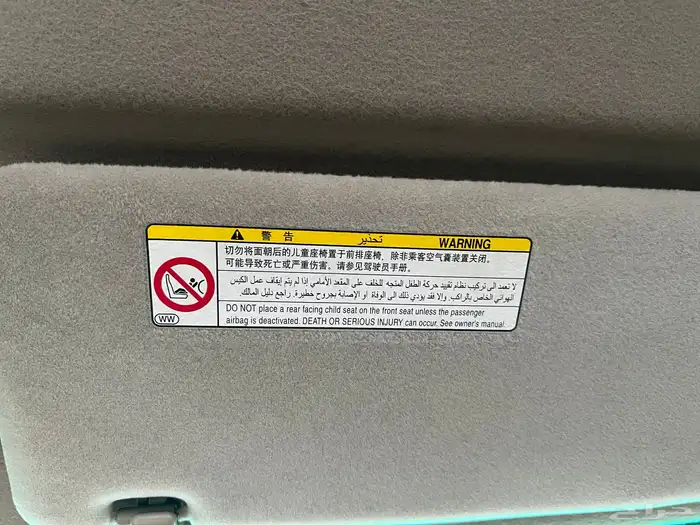 警 告 تحذير WARNING
切勿将面朝后的儿童座椅置于前排座椅，除非乘客空气囊装置关闭。
可能导致死亡或严重伤害。请参见驾驶员手册。
لا تعمد الى تركيب نظام تقييد حركة الطفل المتجه للخلف على المقعد الأمامي إذا لم يتم إيقاف عمل الكيس
الهوائي الخاص بالراكب. وإلا فقد يؤدي ذلك الى الوفاة او الإصابة بجروح خطيرة. راجع دليل المالك.
DO NOT place a rear facing child seat on the front seat unless the passenger
airbag is deactivated. DEATH OR SERIOUS INJURY can occur. See owner's manual.
WW
حراج